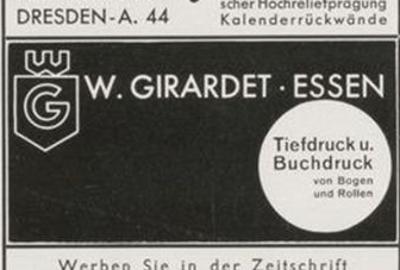 scher Hochreliefprägung
DRESDEN-A. 44
Kalenderrückwände
W
G
W. GIRARDET · ESSEN
Tiefdruck u.
Buchdruck
von Bogen
und Rollen
Werben Sie in der Zeitschrift